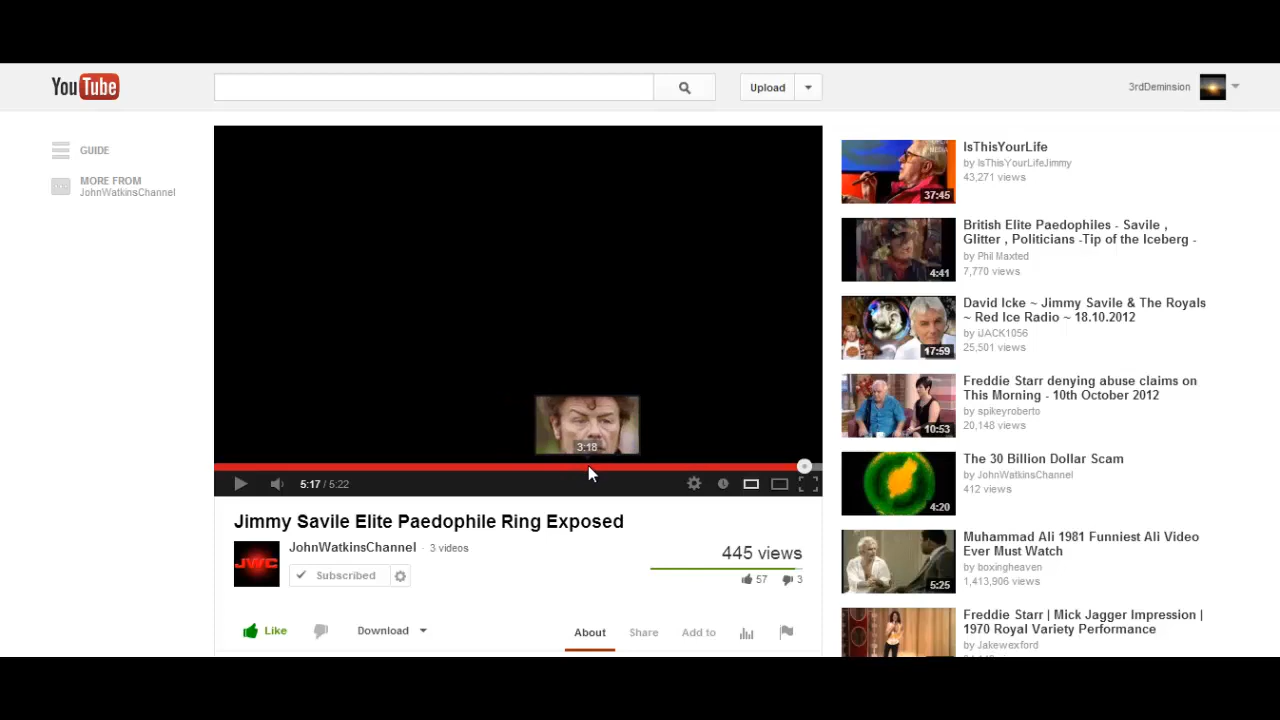 YouTube
Upload
3rdDeminsion
GUIDE
MORE FROM
JohnWatkinsChannel
3:18
5:17 / 5:22
Jimmy Savile Elite Paedophile Ring Exposed
JWC
JohnWatkinsChannel · 3 videos
Subscribed
445 views
57
3
Like
Download
About
Share
Add to
IsThisYourLife
by IsThisYourLifeJimmy
43,271 views
37:45
British Elite Paedophiles - Savile ,
Glitter , Politicians -Tip of the Iceberg -
by Phil Maxted
7,770 views
4:41
David Icke ~ Jimmy Savile & The Royals
~ Red Ice Radio ~ 18.10.2012
by iJACK1056
25,501 views
17:59
Freddie Starr denying abuse claims on
This Morning - 10th October 2012
by spikeyroberto
20,148 views
10:53
The 30 Billion Dollar Scam
by JohnWatkinsChannel
412 views
4:20
Muhammad Ali 1981 Funniest Ali Video
Ever Must Watch
by boxingheaven
1,413,906 views
5:25
Freddie Starr | Mick Jagger Impression |
1970 Royal Variety Performance
by Jakewexford